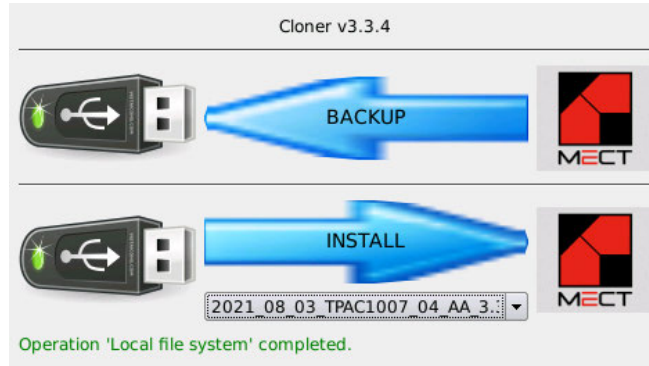 Cloner v3.3.4
BACKUP
MECT
INSTALL
MECT
2021_08_03_TPAC1007_04_AA_3.
Operation 'Local file system' completed.